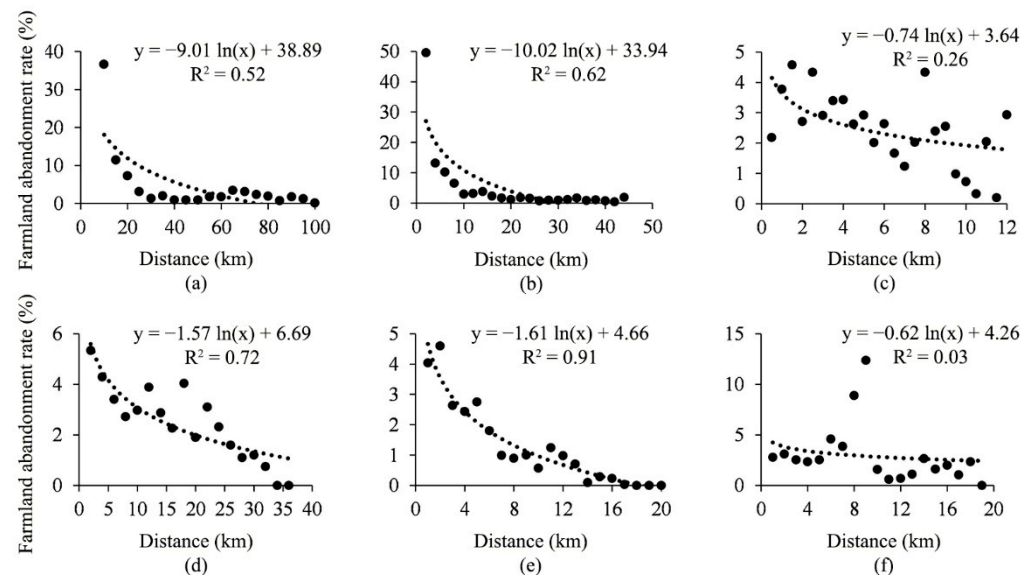 y = −9.01 ln(x) + 38.89
R² = 0.52
Farmland abandonment rate (%)
40
30
20
10
0
0 20 40 60 80 100
Distance (km)
(a)
y = −10.02 ln(x) + 33.94
R² = 0.62
50
40
30
20
10
0
0 10 20 30 40 50
Distance (km)
(b)
y = −0.74 ln(x) + 3.64
R² = 0.26
5
4
3
2
1
0
0 2 4 6 8 10 12
Distance (km)
(c)
y = −1.57 ln(x) + 6.69
R² = 0.72
Farmland abandonment rate (%)
6
4
2
0
0 5 10 15 20 25 30 35 40
Distance (km)
(d)
y = −1.61 ln(x) + 4.66
R² = 0.91
5
4
3
2
1
0
0 4 8 12 16 20
Distance (km)
(e)
y = −0.62 ln(x) + 4.26
R² = 0.03
15
10
5
0
0 4 8 12 16 20
Distance (km)
(f)